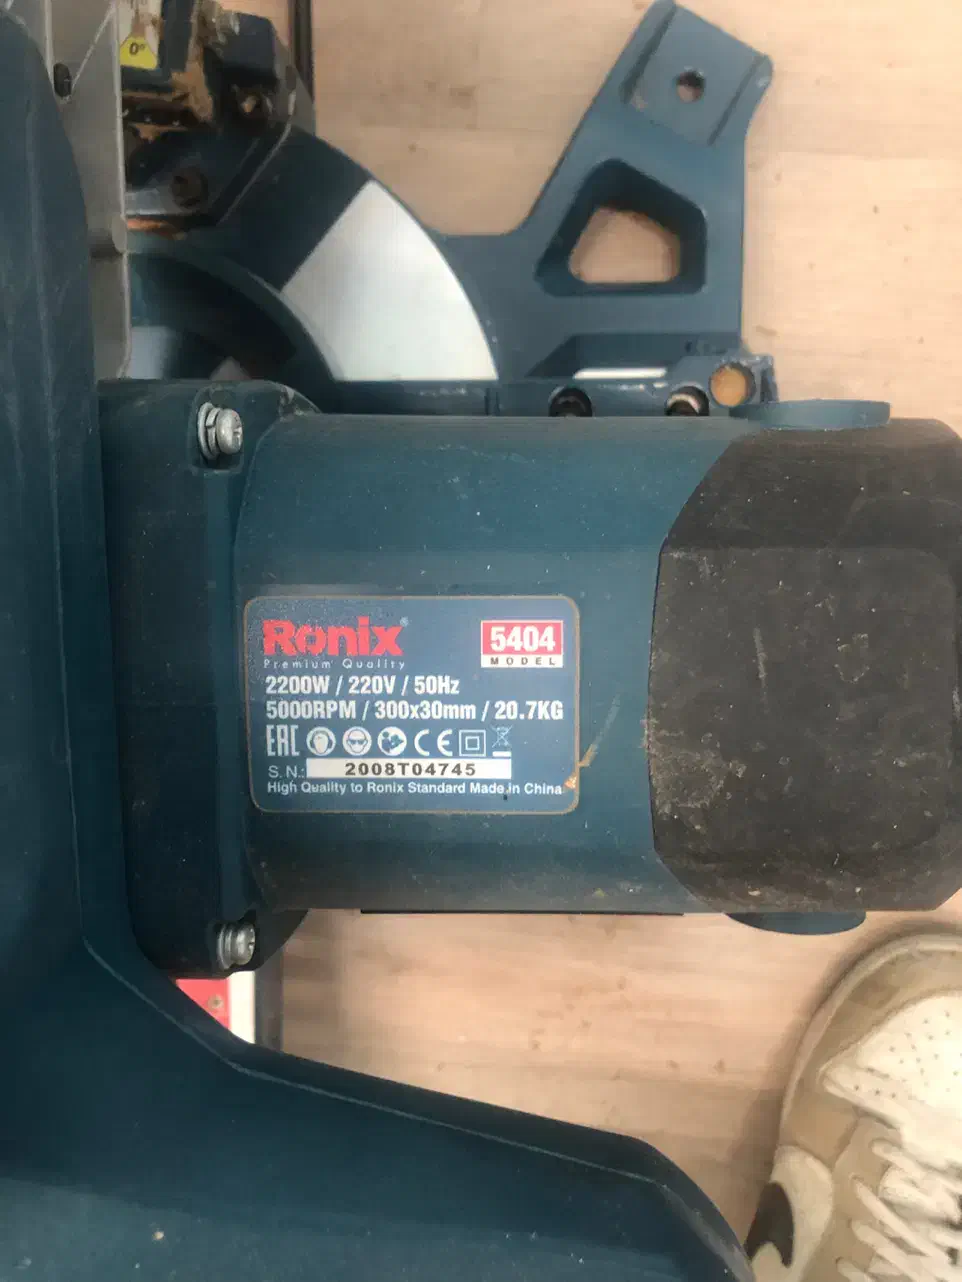 0°
Ronix®
Premium Quality
5404
MODEL
2200W / 220V / 50Hz
5000RPM / 300x30mm / 20.7KG
EAC CE
S.N.: 2008T04745
High Quality to Ronix Standard Made in China